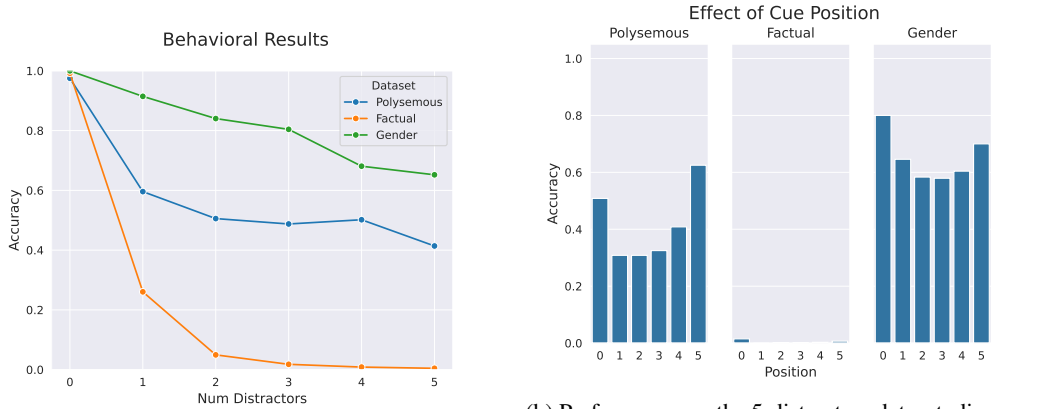 Behavioral Results
Accuracy
1.0
0.8
0.6
0.4
0.2
0.0
Dataset
Polysemous
Factual
Gender
0 1 2 3 4 5
Num Distractors
Effect of Cue Position
Polysemous Factual Gender
Accuracy
1.0
0.8
0.6
0.4
0.2
0.0
0 1 2 3 4 5 0 1 2 3 4 5 0 1 2 3 4 5
Position